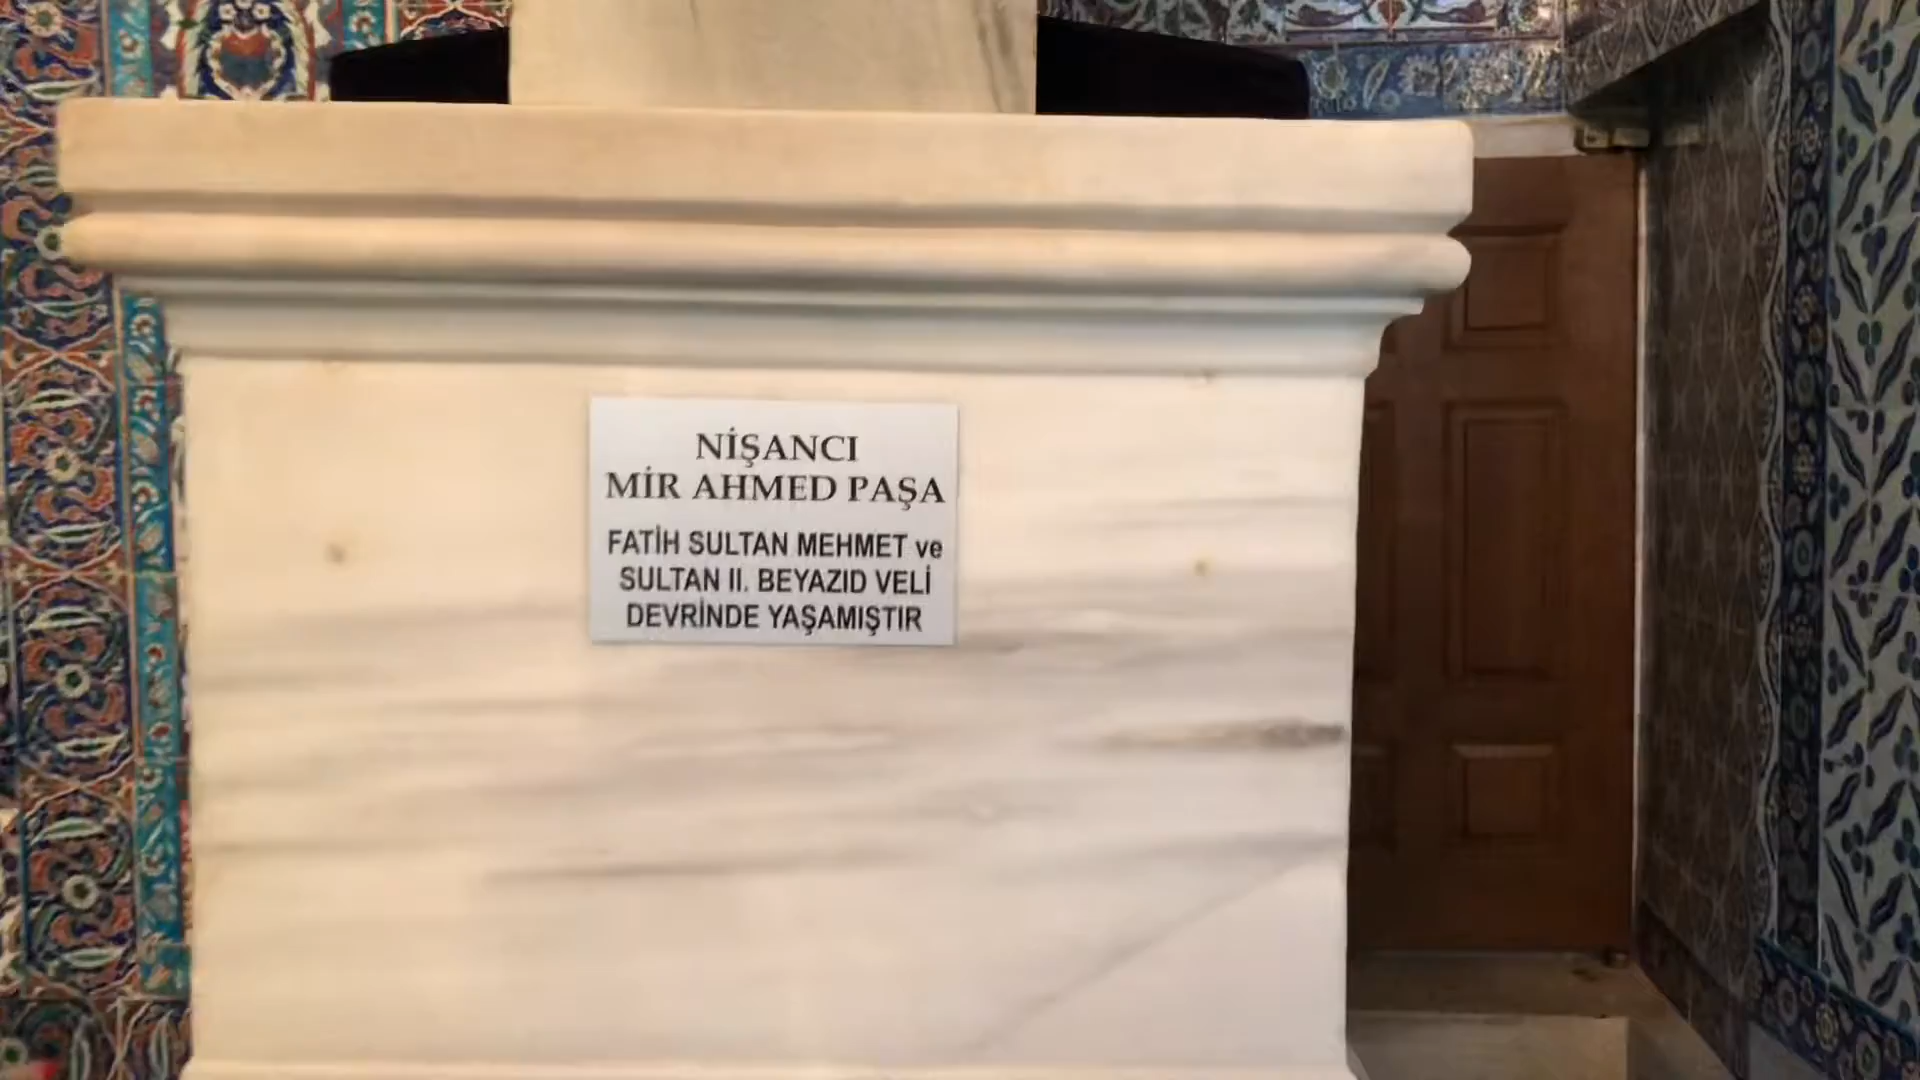 NİŞANCI
MİR AHMED PAŞA
FATİH SULTAN MEHMET ve
SULTAN II. BEYAZID VELİ
DEVRİNDE YAŞAMIŞTIR